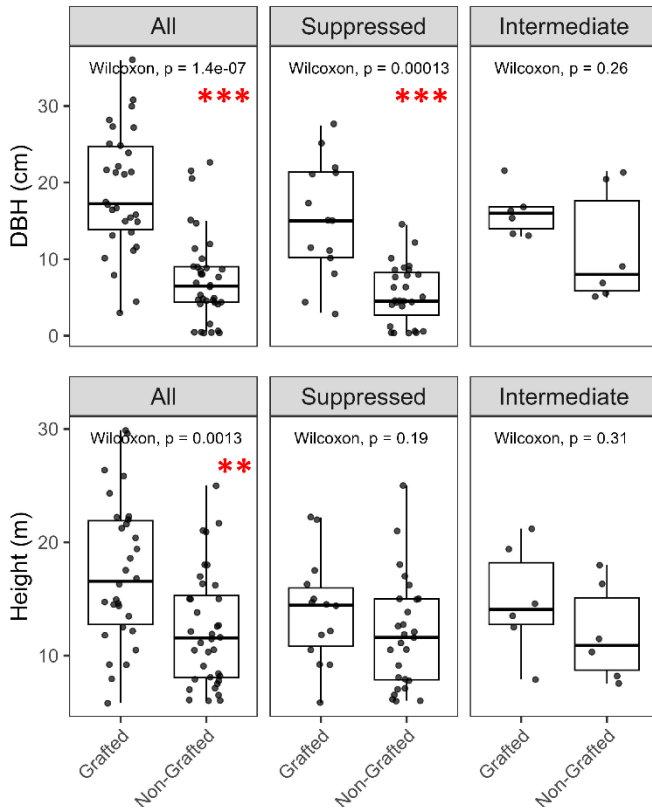 All Suppressed Intermediate
Wilcoxon, p = 1.4e-07 Wilcoxon, p = 0.00013 Wilcoxon, p = 0.26
*** ***
DBH (cm)
30
20
10
0
All Suppressed Intermediate
Wilcoxon, p = 0.0013 Wilcoxon, p = 0.19 Wilcoxon, p = 0.31
**
Height (m)
30
20
10
Grafted Non-Grafted Grafted Non-Grafted Grafted Non-Grafted